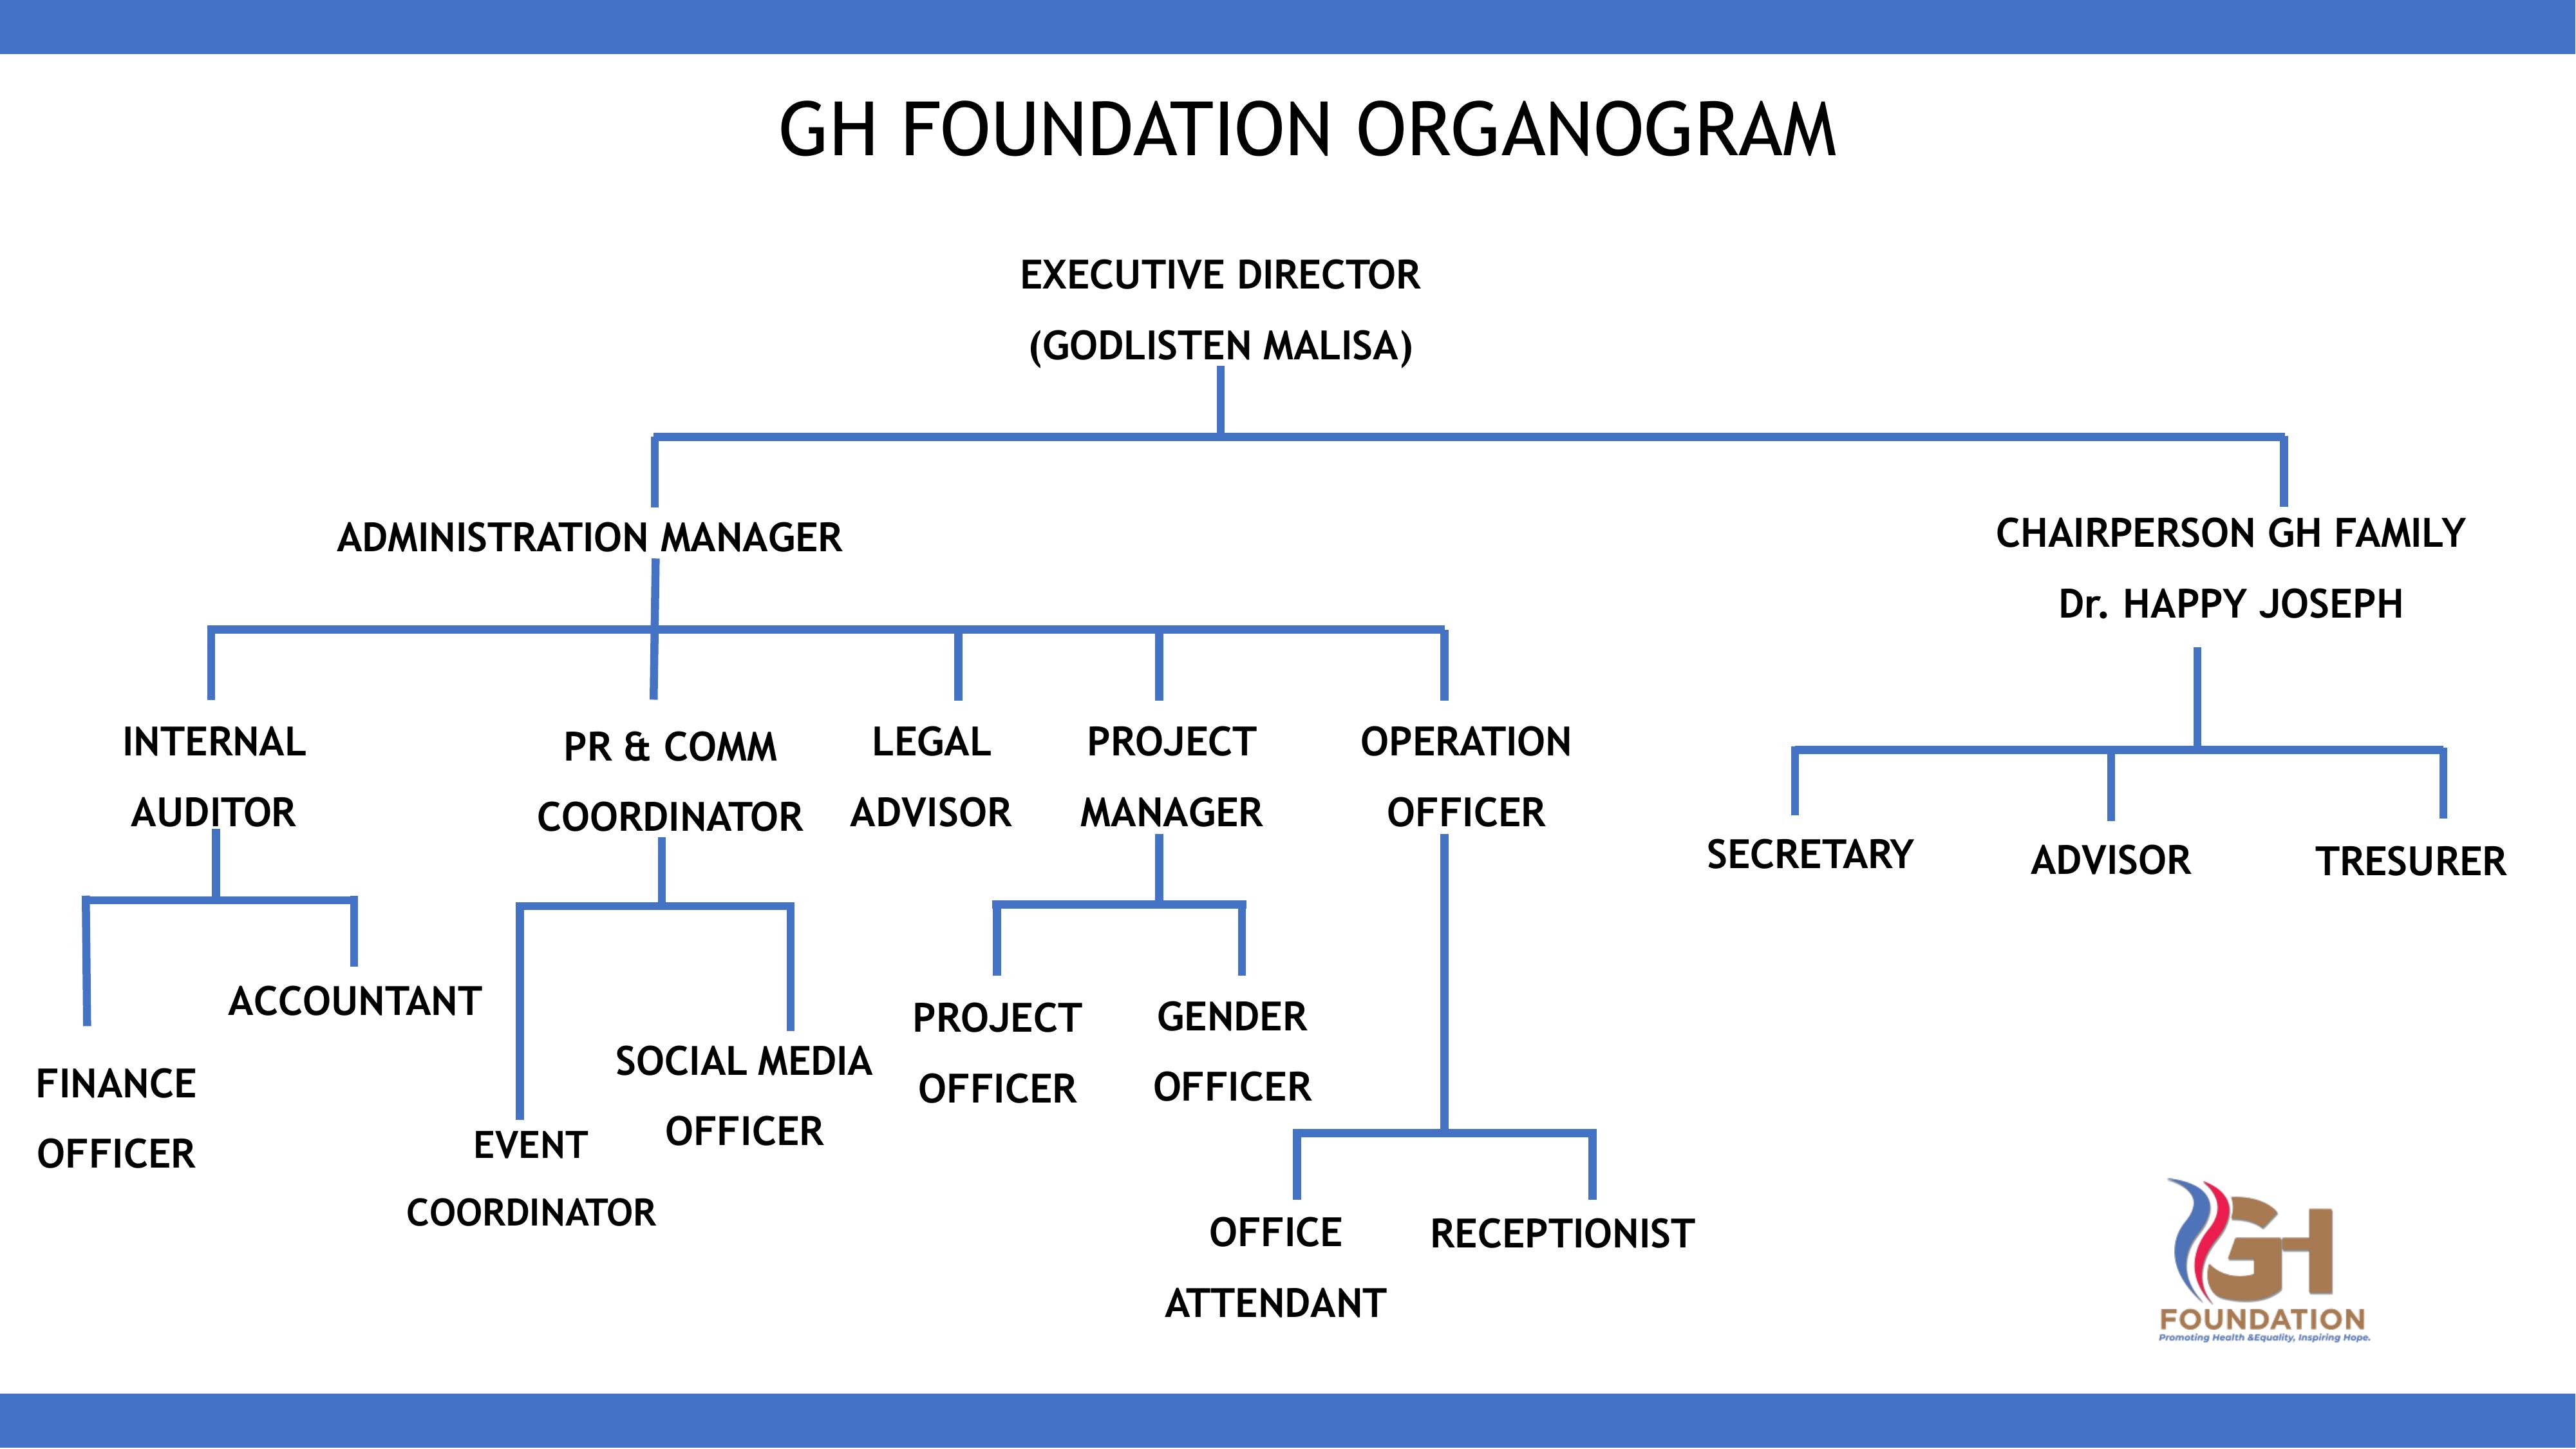 GH FOUNDATION ORGANOGRAM
EXECUTIVE DIRECTOR
(GODLISTEN MALISA)
ADMINISTRATION MANAGER
CHAIRPERSON GH FAMILY
Dr. HAPPY JOSEPH
INTERNAL
AUDITOR
PR & COMM
COORDINATOR
LEGAL
ADVISOR
PROJECT
MANAGER
OPERATION
OFFICER
SECRETARY
ADVISOR
TRESURER
FINANCE
OFFICER
ACCOUNTANT
EVENT
COORDINATOR
SOCIAL MEDIA
OFFICER
PROJECT
OFFICER
GENDER
OFFICER
OFFICE
ATTENDANT
RECEPTIONIST
GH
FOUNDATION
Promoting Health &Equality, Inspiring Hope.